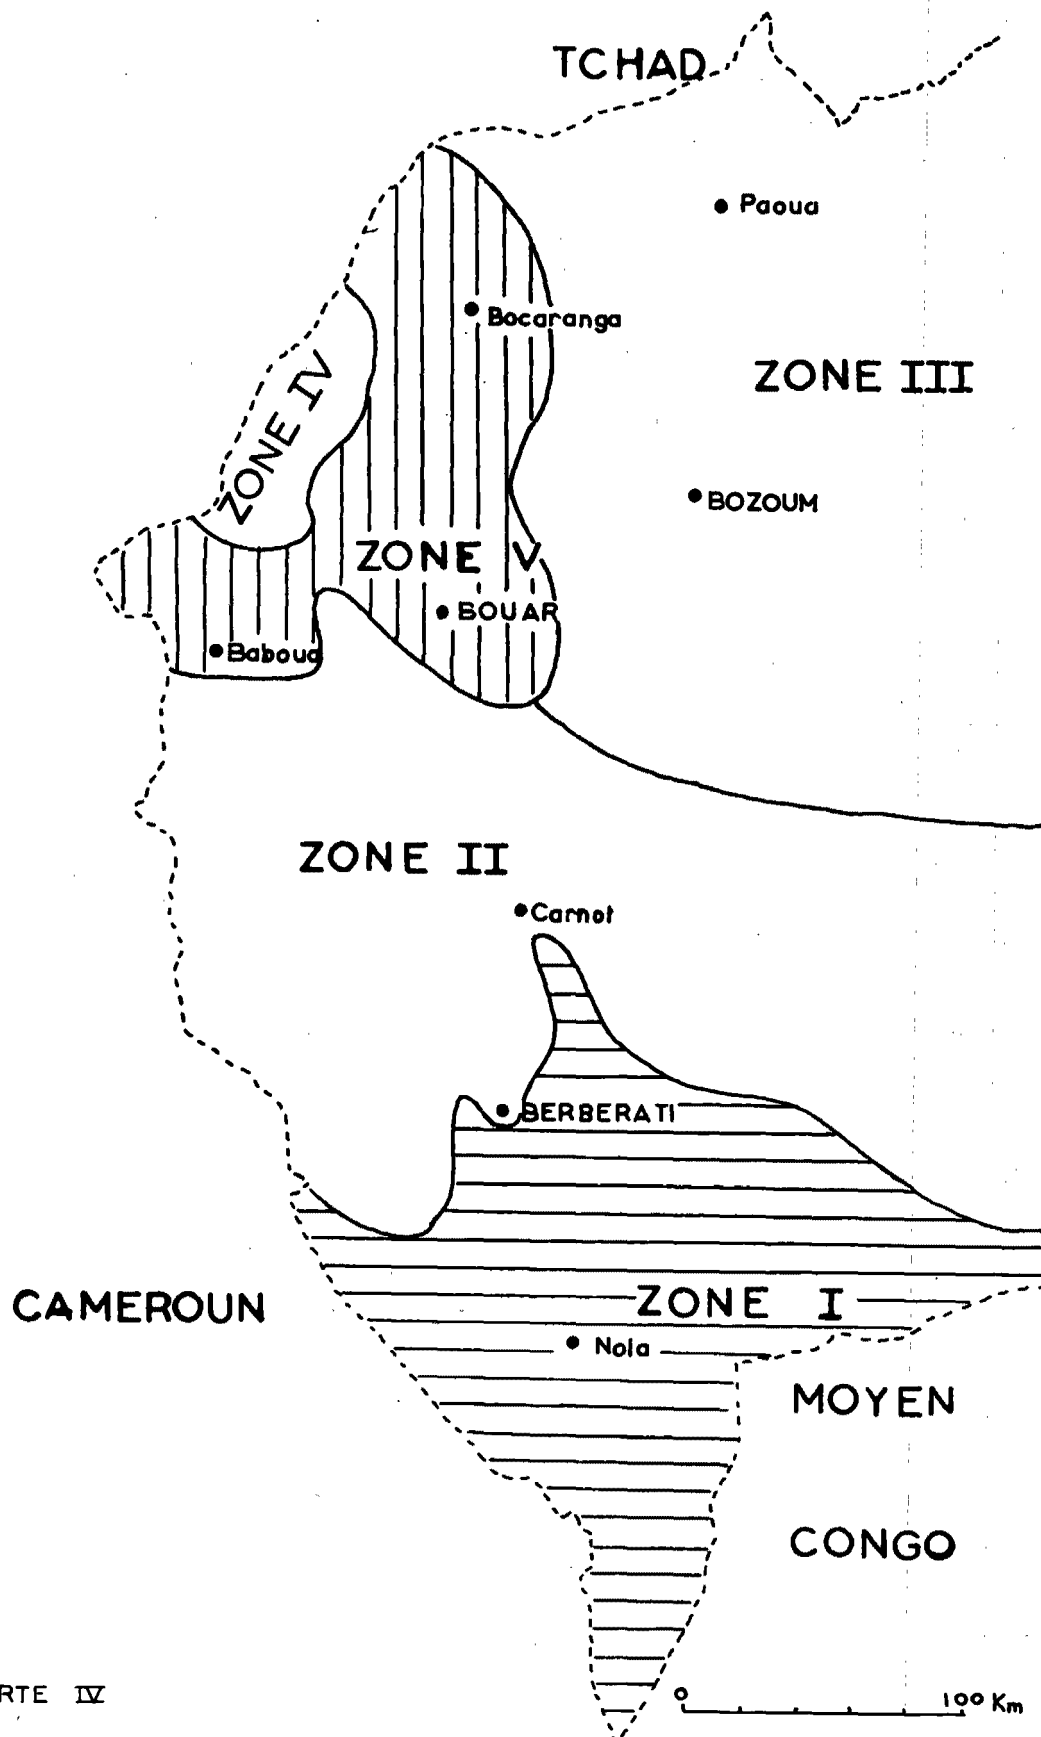 TCHAD
Paoua
Bocaranga
ZONE III
ZONE IV
BOZOUM
ZONE V
BOUAR
Baboua
ZONE II
Carnot
BERBERATI
CAMEROUN
ZONE I
Nola
MOYEN
CONGO
RTE IV
0 100 Km